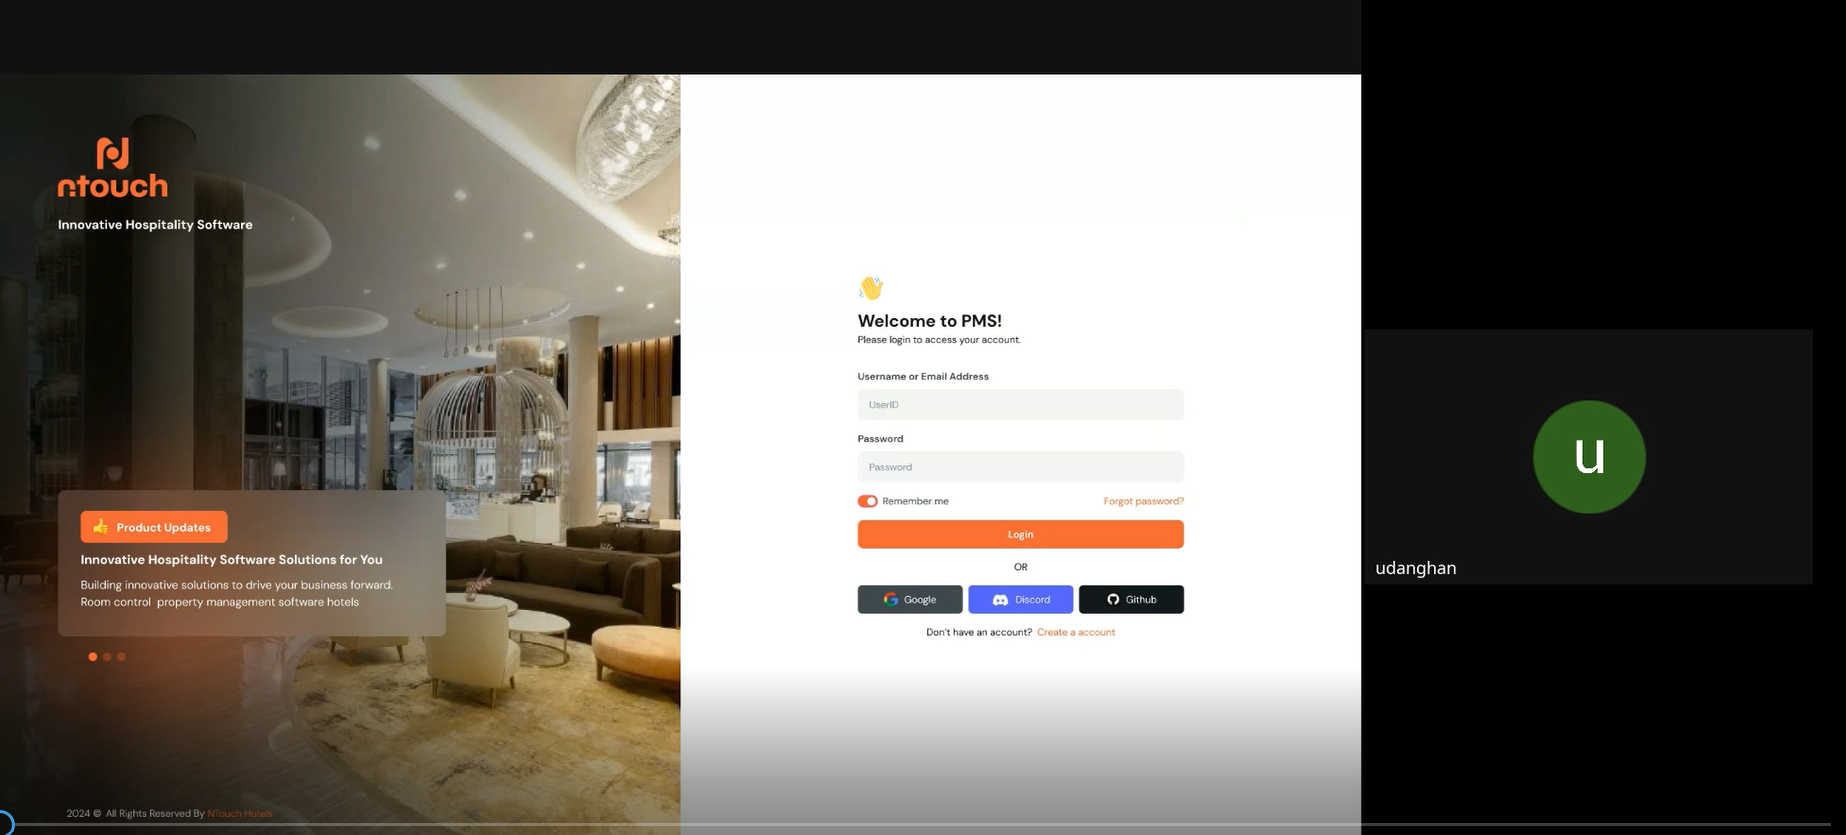 ntouch
Innovative Hospitality Software
👍 Product Updates
Innovative Hospitality Software Solutions for You
Building innovative solutions to drive your business forward.
Room control property management software hotels
2024 © All Rights Reserved By NTouch Hotels
👋
Welcome to PMS!
Please login to access your account.
Username or Email Address
UserID
Password
Password
Remember me
Forgot password?
Login
OR
Google
Discord
Github
Don't have an account? Create a account
u
udanghan